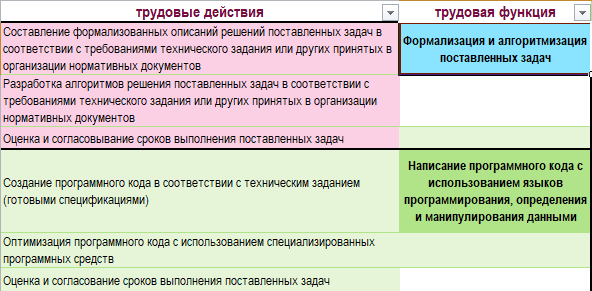 трудовые действия
трудовая функция
Составление формализованных описаний решений поставленных задач в
соответствии с требованиями технического задания или других принятых в
организации нормативных документов
Формализация и алгоритмизация
поставленных задач
Разработка алгоритмов решения поставленных задач в соответствии с
требованиями технического задания или других принятых в организации
нормативных документов
Оценка и согласовывание сроков выполнения поставленных задач
Создание программного кода в соответствии с техническим заданием
(готовыми спецификациями)
Написание программного кода с
использованием языков
программирования, определения
и манипулирования данными
Оптимизация программного кода с использованием специализированных
программных средств
Оценка и согласование сроков выполнения поставленных задач